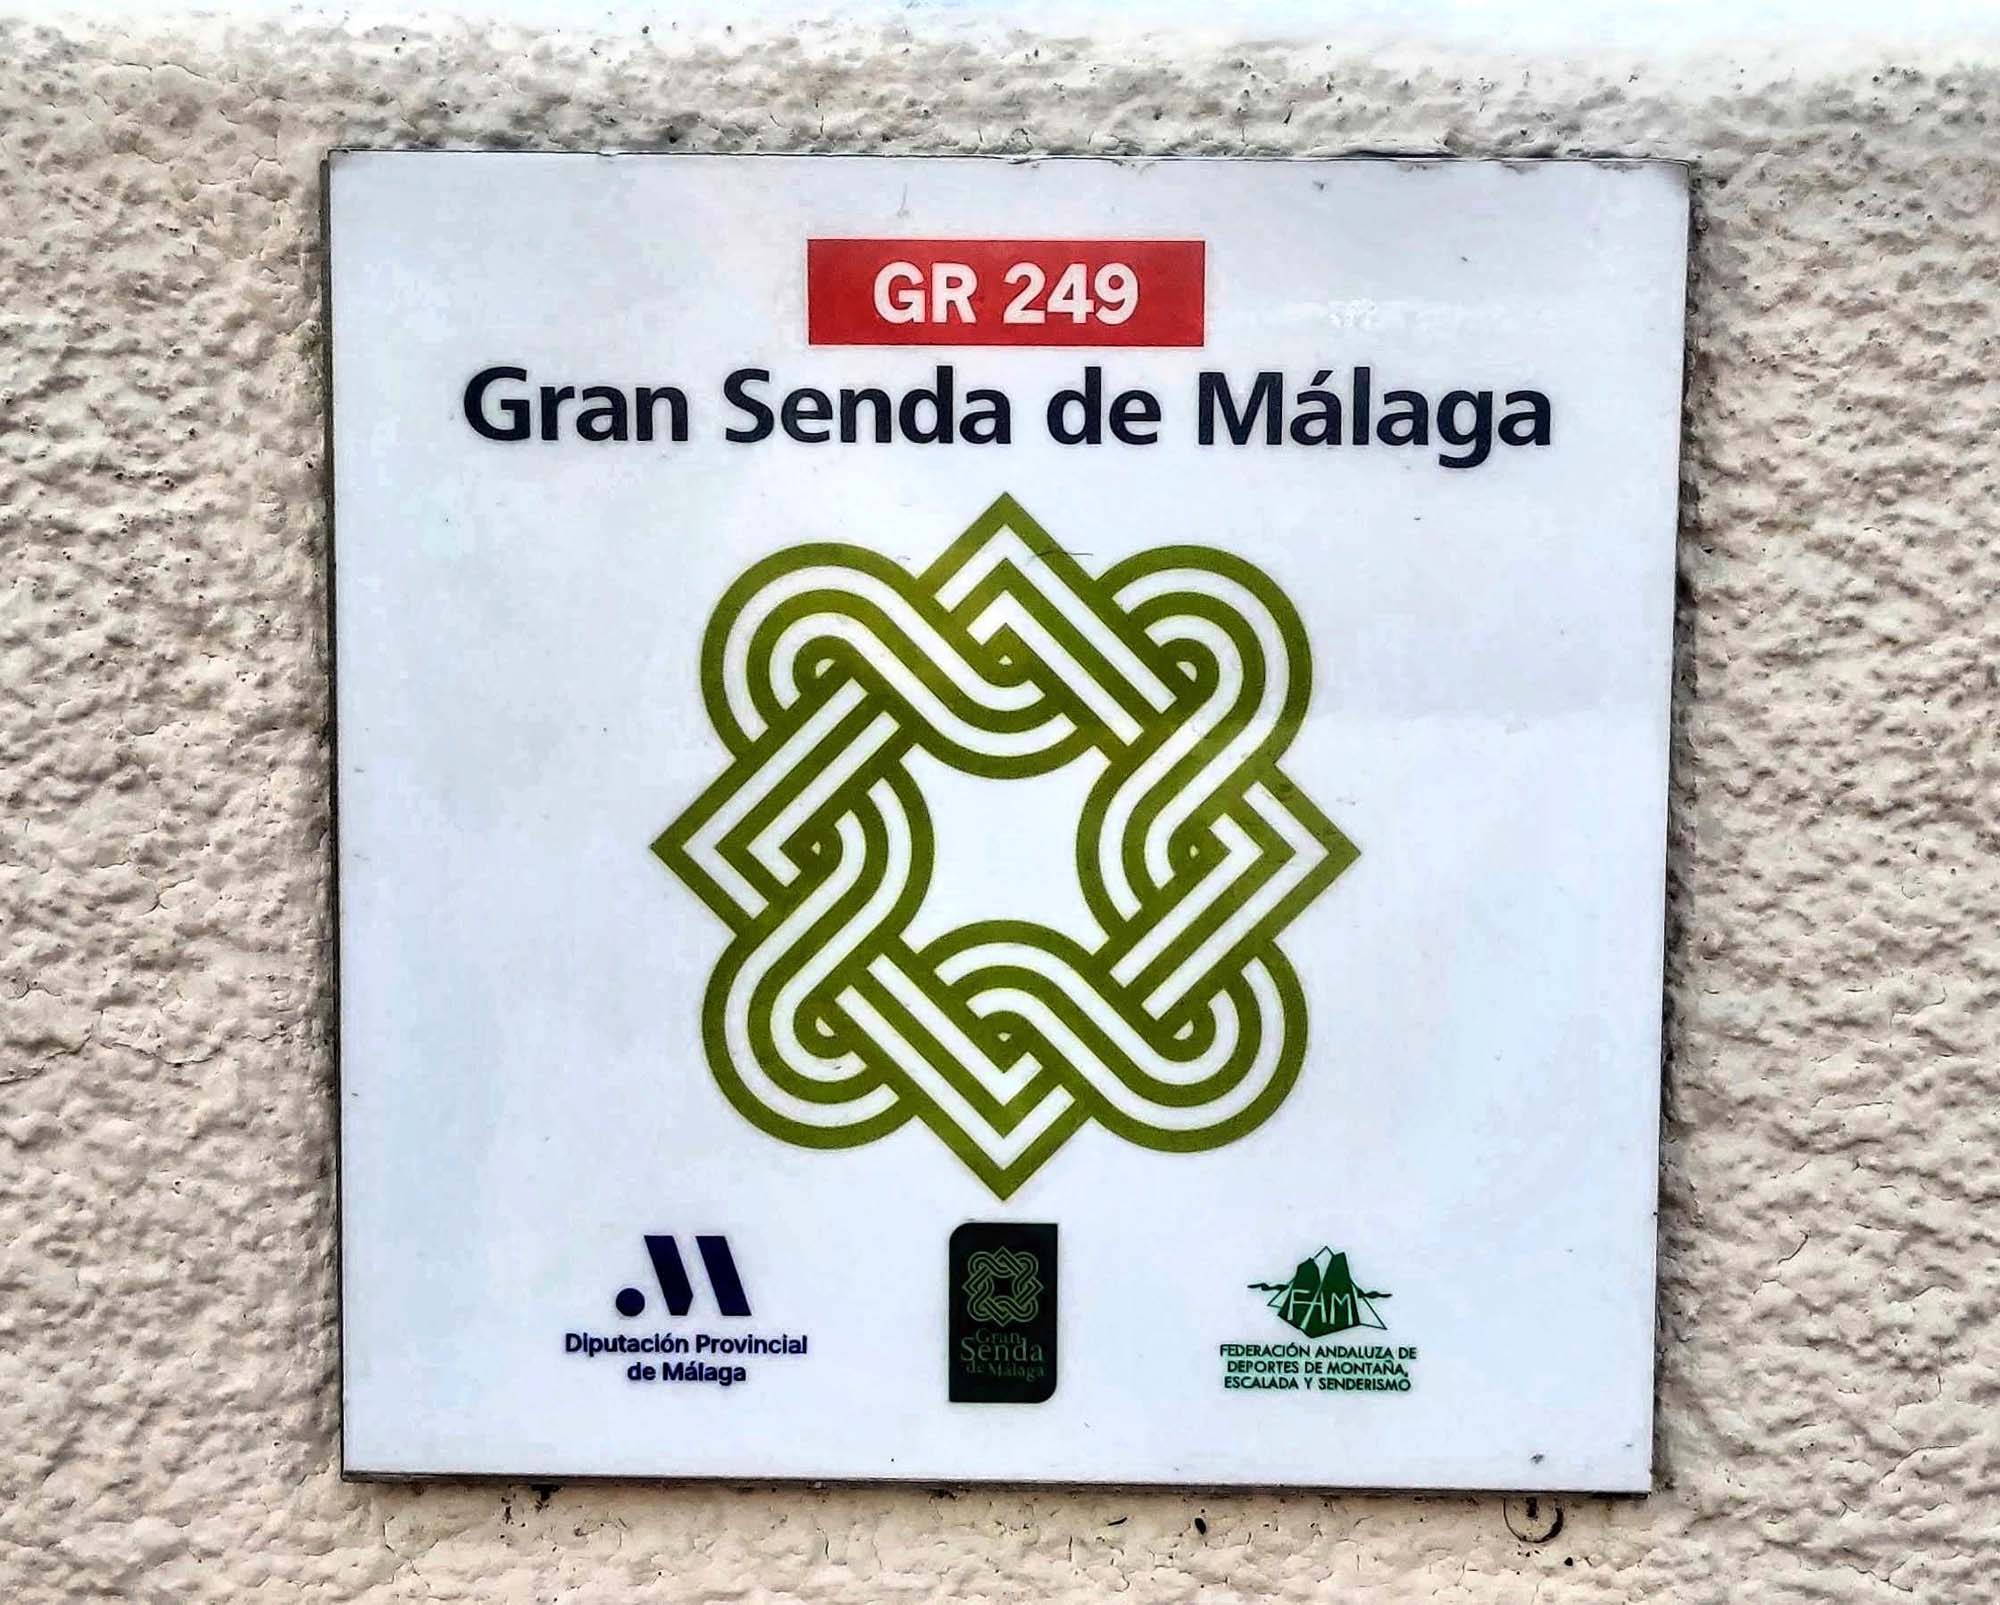 GR 249
Gran Senda de Málaga
Diputación Provincial
de Málaga
Gran
Senda
de Málaga
FAM
FEDERACIÓN ANDALUZA DE
DEPORTES DE MONTAÑA,
ESCALADA Y SENDERISMO